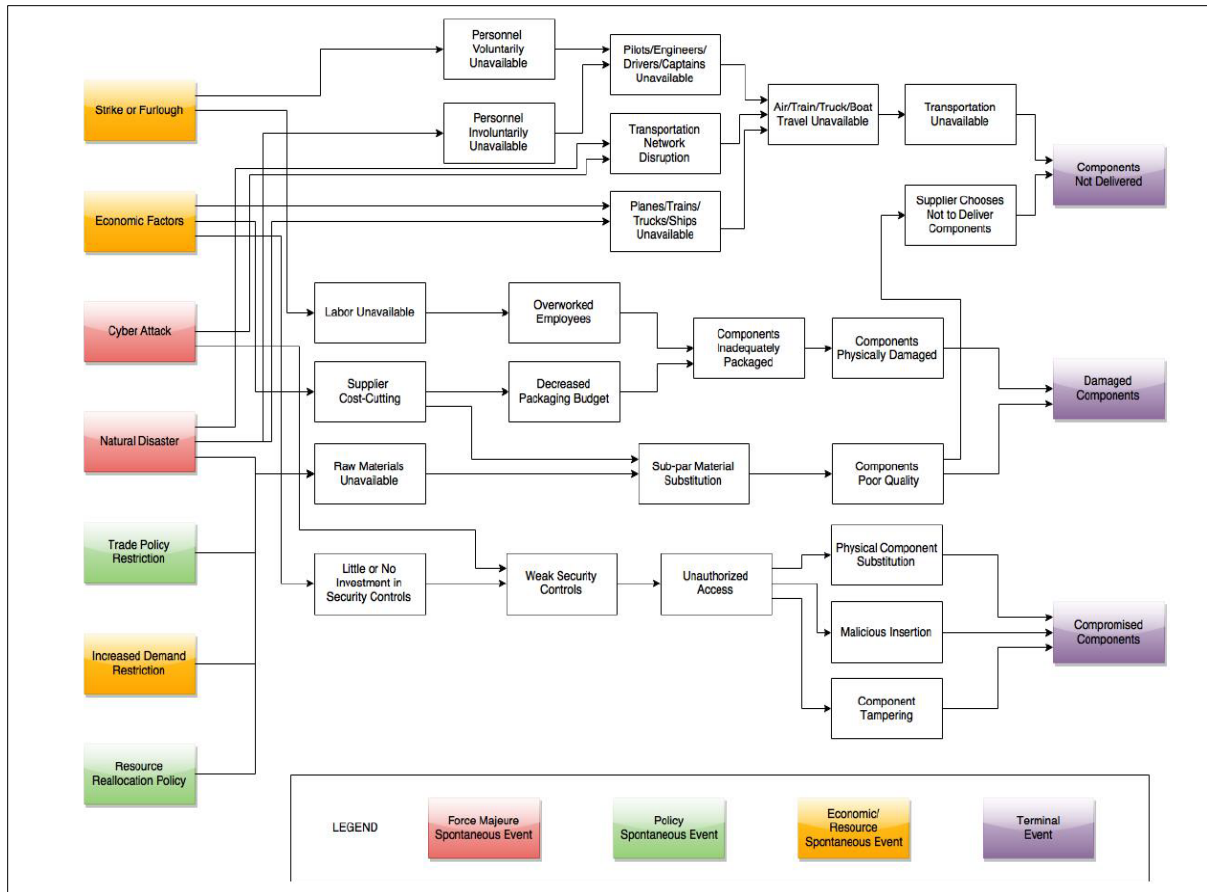 Personnel
Voluntarily
Unavailable
Pilots/Engineers/
Drivers/Captains
Unavailable
Strike or Furlough
Personnel
Involuntarily
Unavailable
Transportation
Network
Disruption
Air/Train/Truck/Boat
Travel Unavailable
Transportation
Unavailable
Components
Not Delivered
Economic Factors
Planes/Trains/
Trucks/Ships
Unavailable
Supplier Chooses
Not to Deliver
Components
Cyber Attack
Labor Unavailable
Overworked
Employees
Components
Inadequately
Packaged
Components
Physically Damaged
Supplier
Cost-Cutting
Decreased
Packaging Budget
Damaged
Components
Natural Disaster
Raw Materials
Unavailable
Sub-par Material
Substitution
Components
Poor Quality
Trade Policy
Restriction
Little or No
Investment in
Security Controls
Weak Security
Controls
Unauthorized
Access
Physical Component
Substitution
Malicious Insertion
Compromised
Components
Increased Demand
Restriction
Component
Tampering
Resource
Reallocation Policy
LEGEND
Force Majeure
Spontaneous Event
Policy
Spontaneous Event
Economic/
Resource
Spontaneous Event
Terminal
Event